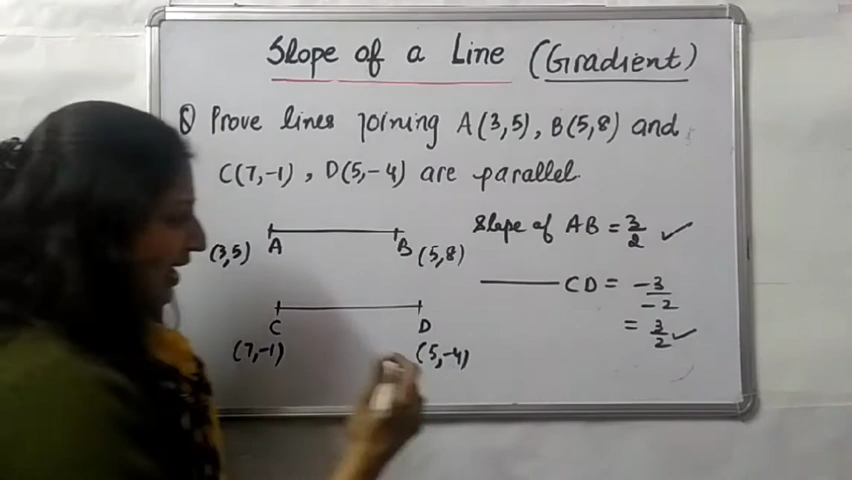 Slope of a Line (Gradient)
Q Prove lines joining A(3,5), B(5,8) and
C(7,-1), D(5,-4) are parallel.
A B
(3,5) (5,8)
C D
(7,-1) (5,-4)
Slope of AB = 3/2 ✓
——— CD = -3/-2
= 3/2 ✓